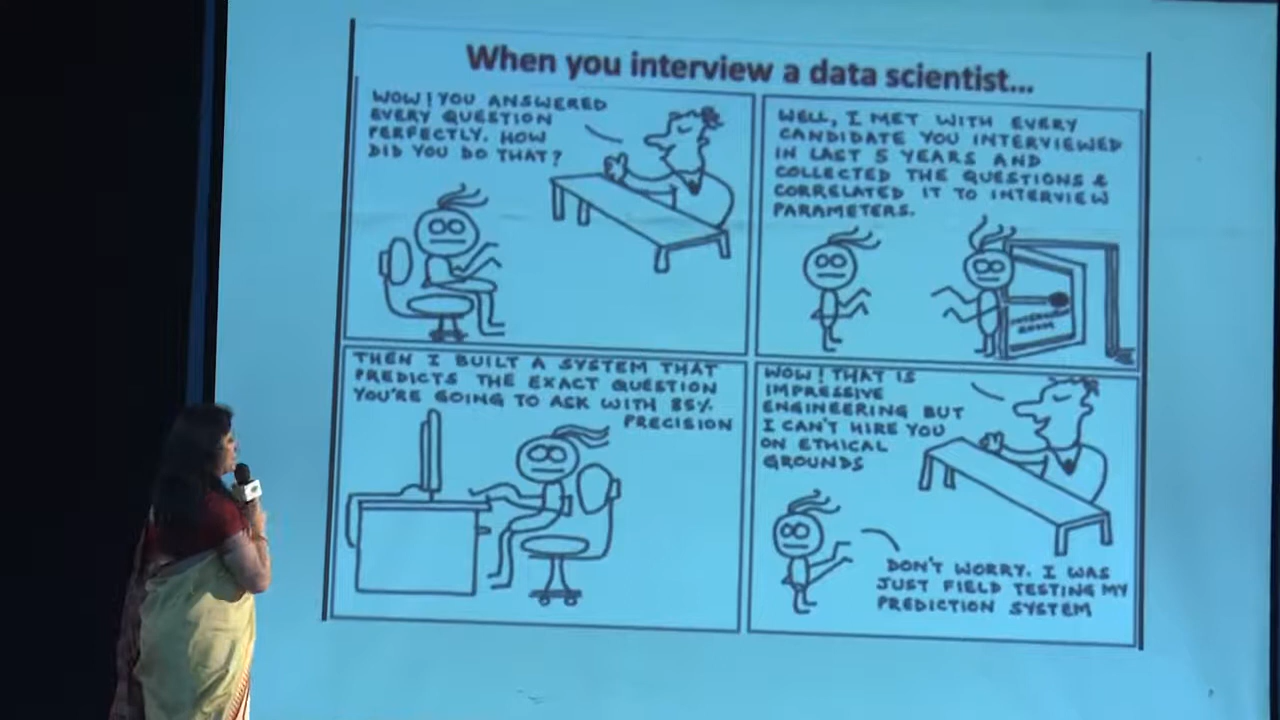 When you interview a data scientist...
WOW! YOU ANSWERED
EVERY QUESTION
PERFECTLY. HOW
DID YOU DO THAT?
WELL, I MET WITH EVERY
CANDIDATE YOU INTERVIEWED
IN LAST 5 YEARS AND
COLLECTED THE QUESTIONS &
CORRELATED IT TO INTERVIEW
PARAMETERS.
INTERVIEW
ROOM
THEN I BUILT A SYSTEM THAT
PREDICTS THE EXACT QUESTION
YOU'RE GOING TO ASK WITH 85%
PRECISION
WOW! THAT IS
IMPRESSIVE
ENGINEERING BUT
I CAN'T HIRE YOU
ON ETHICAL
GROUNDS
DON'T WORRY. I WAS
JUST FIELD TESTING MY
PREDICTION SYSTEM